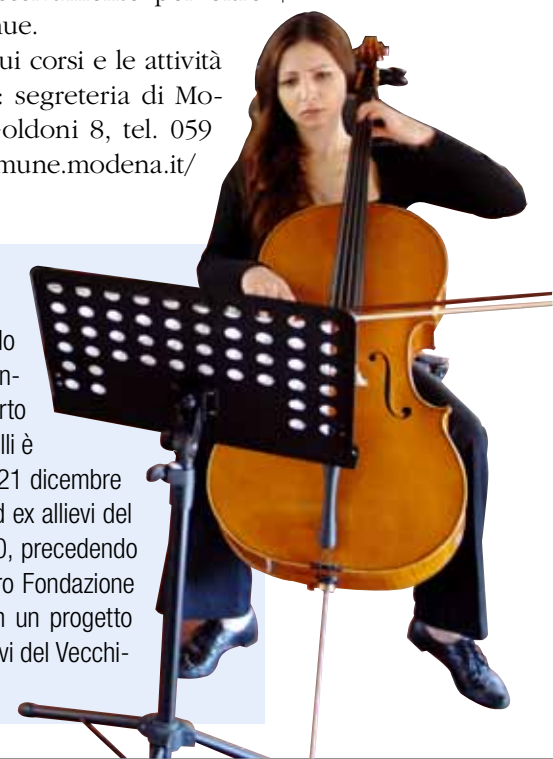 nue.
ui corsi e le attività
: segreteria di Mo-
oldoni 8, tel. 059
mune.modena.it/
lo
n-
rto
lli è
21 dicembre
d ex allievi del
0, precedendo
ro Fondazione
n un progetto
vi del Vecchi-